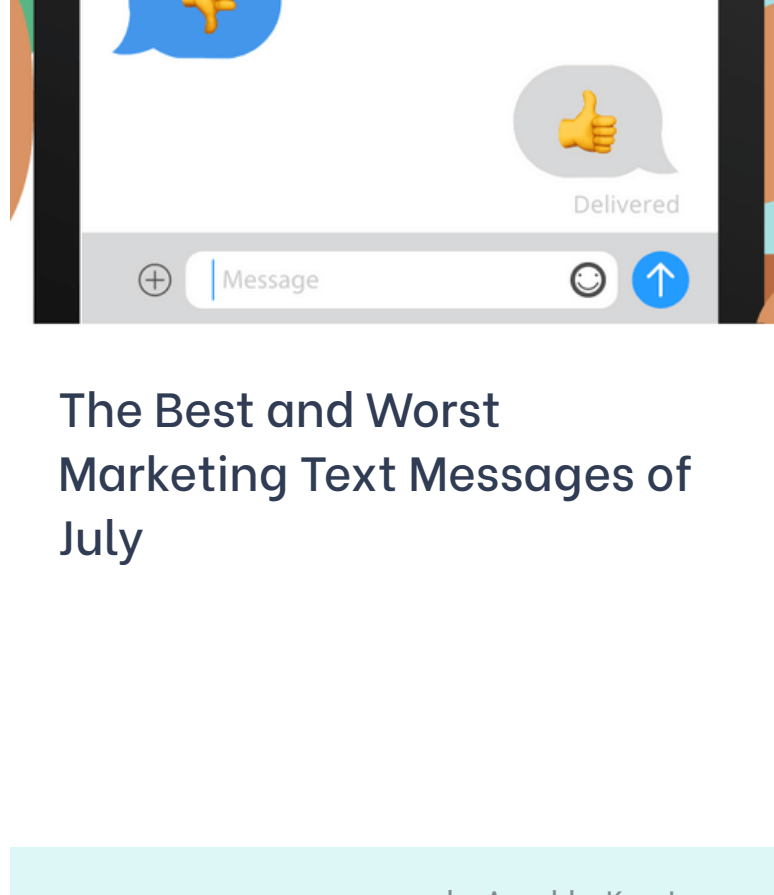 Delivered
Message
The Best and Worst
Marketing Text Messages of
July